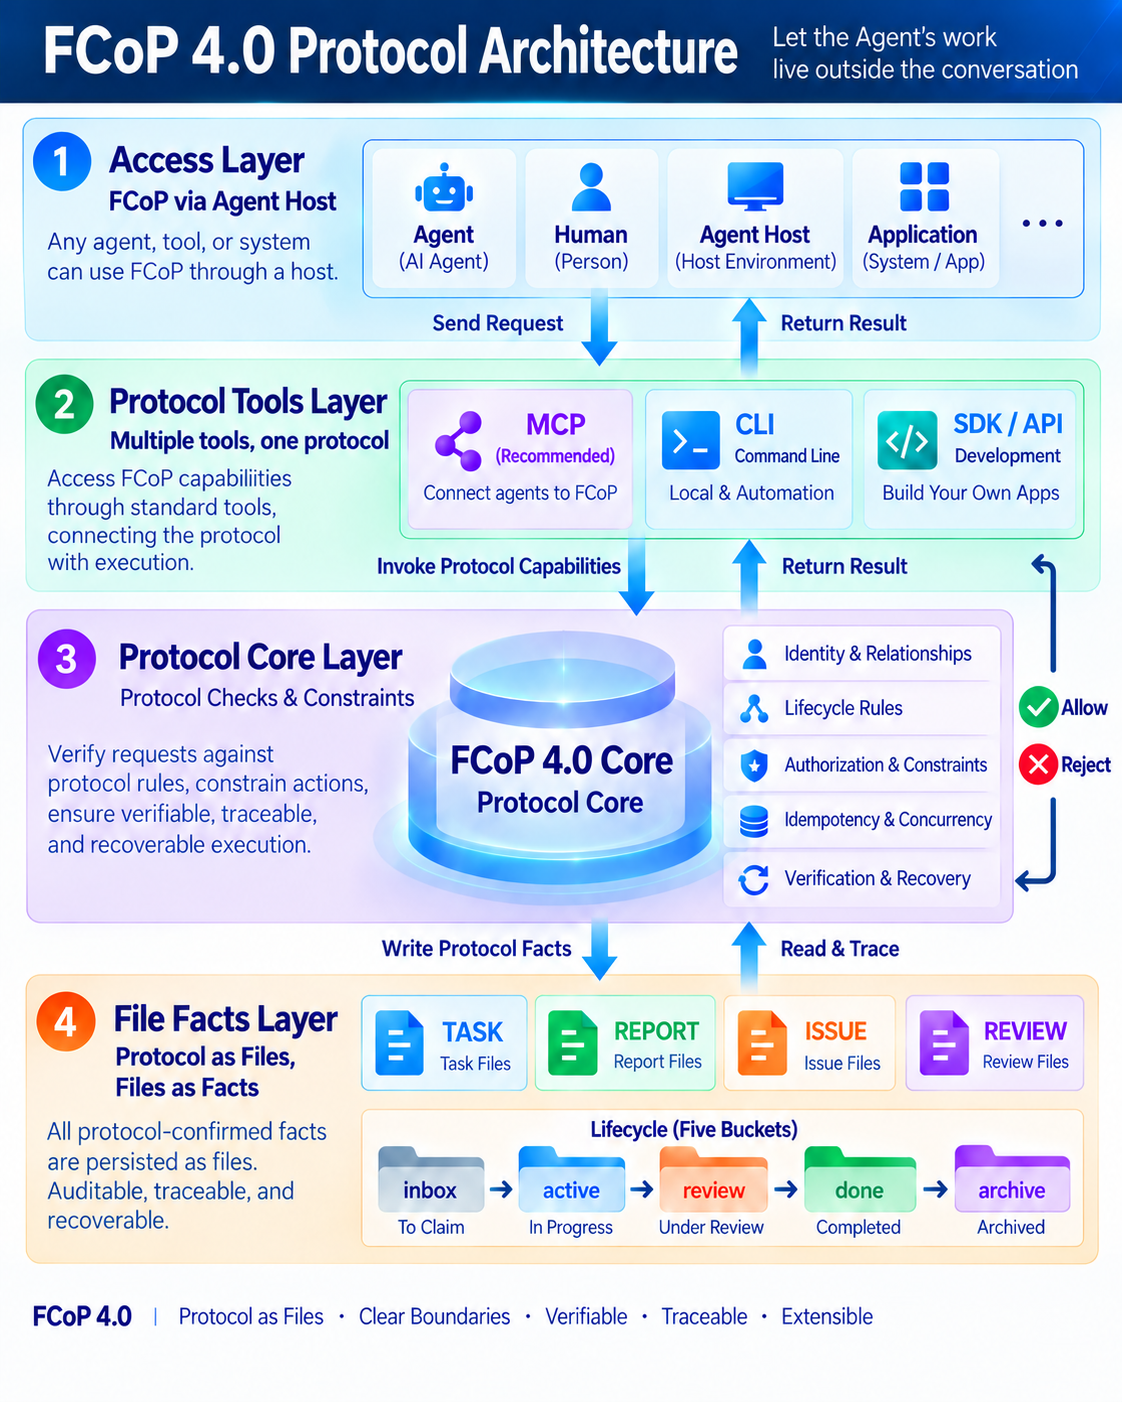 FCoP 4.0 Protocol Architecture
Let the Agent's work
live outside the conversation
1
Access Layer
FCoP via Agent Host
Any agent, tool, or system
can use FCoP through a host.
Agent
(AI Agent)
Human
(Person)
Agent Host
(Host Environment)
Application
(System / App)
...
Send Request
Return Result
2
Protocol Tools Layer
Multiple tools, one protocol
Access FCoP capabiliities
through standard tools,
connecting the protocol
with execution.
MCP
(Recommended)
Connect agents to FCoP
CLI
Command Line
Local & Automation
</>
SDK / API
Development
Build Your Own Apps
Invoke Protocol Capabilities
Return Result
3
Protocol Core Layer
Protocol Checks & Constraints
Verify requests against
protocol rules, constrain actions,
ensure verifiable, traceable,
and recoverable execution.
FCoP 4.0 Core
Protocol Core
Identity & Relationships
Lifecycle Rules
Authorization & Constraints
Idempotency & Concurrency
Verification & Recovery
Allow
Reject
Write Protocol Facts
Read & Trace
4
File Facts Layer
Protocol as Files,
Files as Facts
All protocol-confirmed facts
are persisted as files.
Auditable, traceable, and
recoverable.
TASK
Task Files
REPORT
Report Files
ISSUE
Issue Files
REVIEW
Review Files
Lifecycle (Five Buckets)
inbox
To Claim
active
In Progress
review
Under Review
done
Completed
archive
Archived
FCoP 4.0 | Protocol as Files • Clear Boundaries • Verifiable • Traceable • Extensible